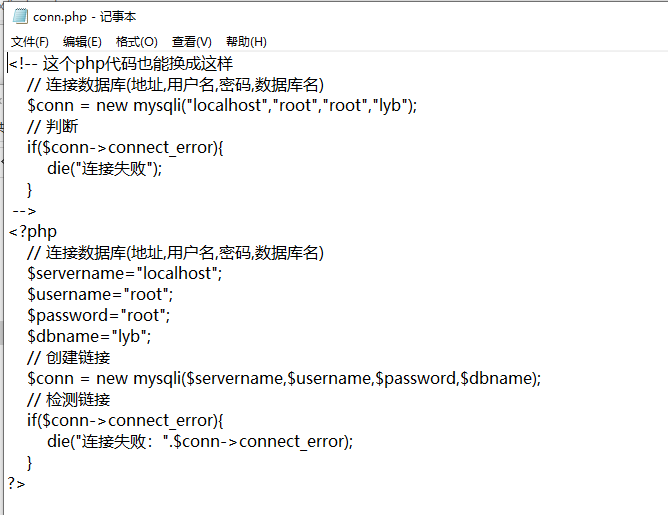 conn.php - 记事本
文件(F) 编辑(E) 格式(O) 查看(V) 帮助(H)
<!-- 这个php代码也能换成这样
// 连接数据库(地址,用户名,密码,数据库名)
$conn = new mysqli("localhost","root","root","lyb");
// 判断
if($conn->connect_error){
die("连接失败");
}
-->
<?php
// 连接数据库(地址,用户名,密码,数据库名)
$servername="localhost";
$username="root";
$password="root";
$dbname="lyb";
// 创建链接
$conn = new mysqli($servername,$username,$password,$dbname);
// 检测链接
if($conn->connect_error){
die("连接失败：".$conn->connect_error);
}
?>